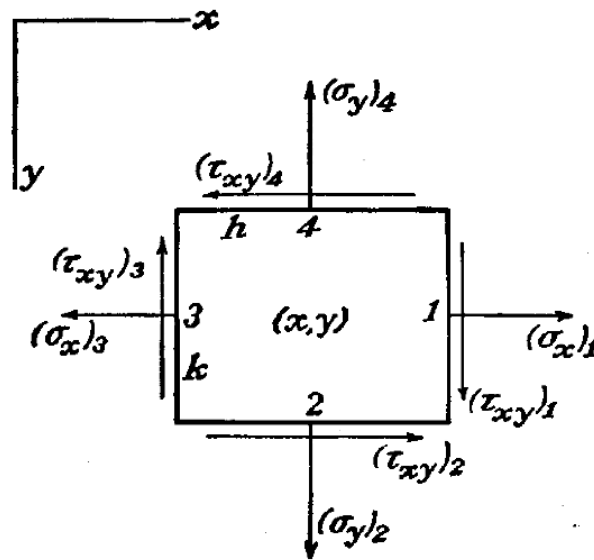 x
y
(σy)4
(τxy)4
h 4
(τxy)3
3 (x,y) 1
(σx)3 (σx)1
k
2 (τxy)1
(τxy)2
(σy)2